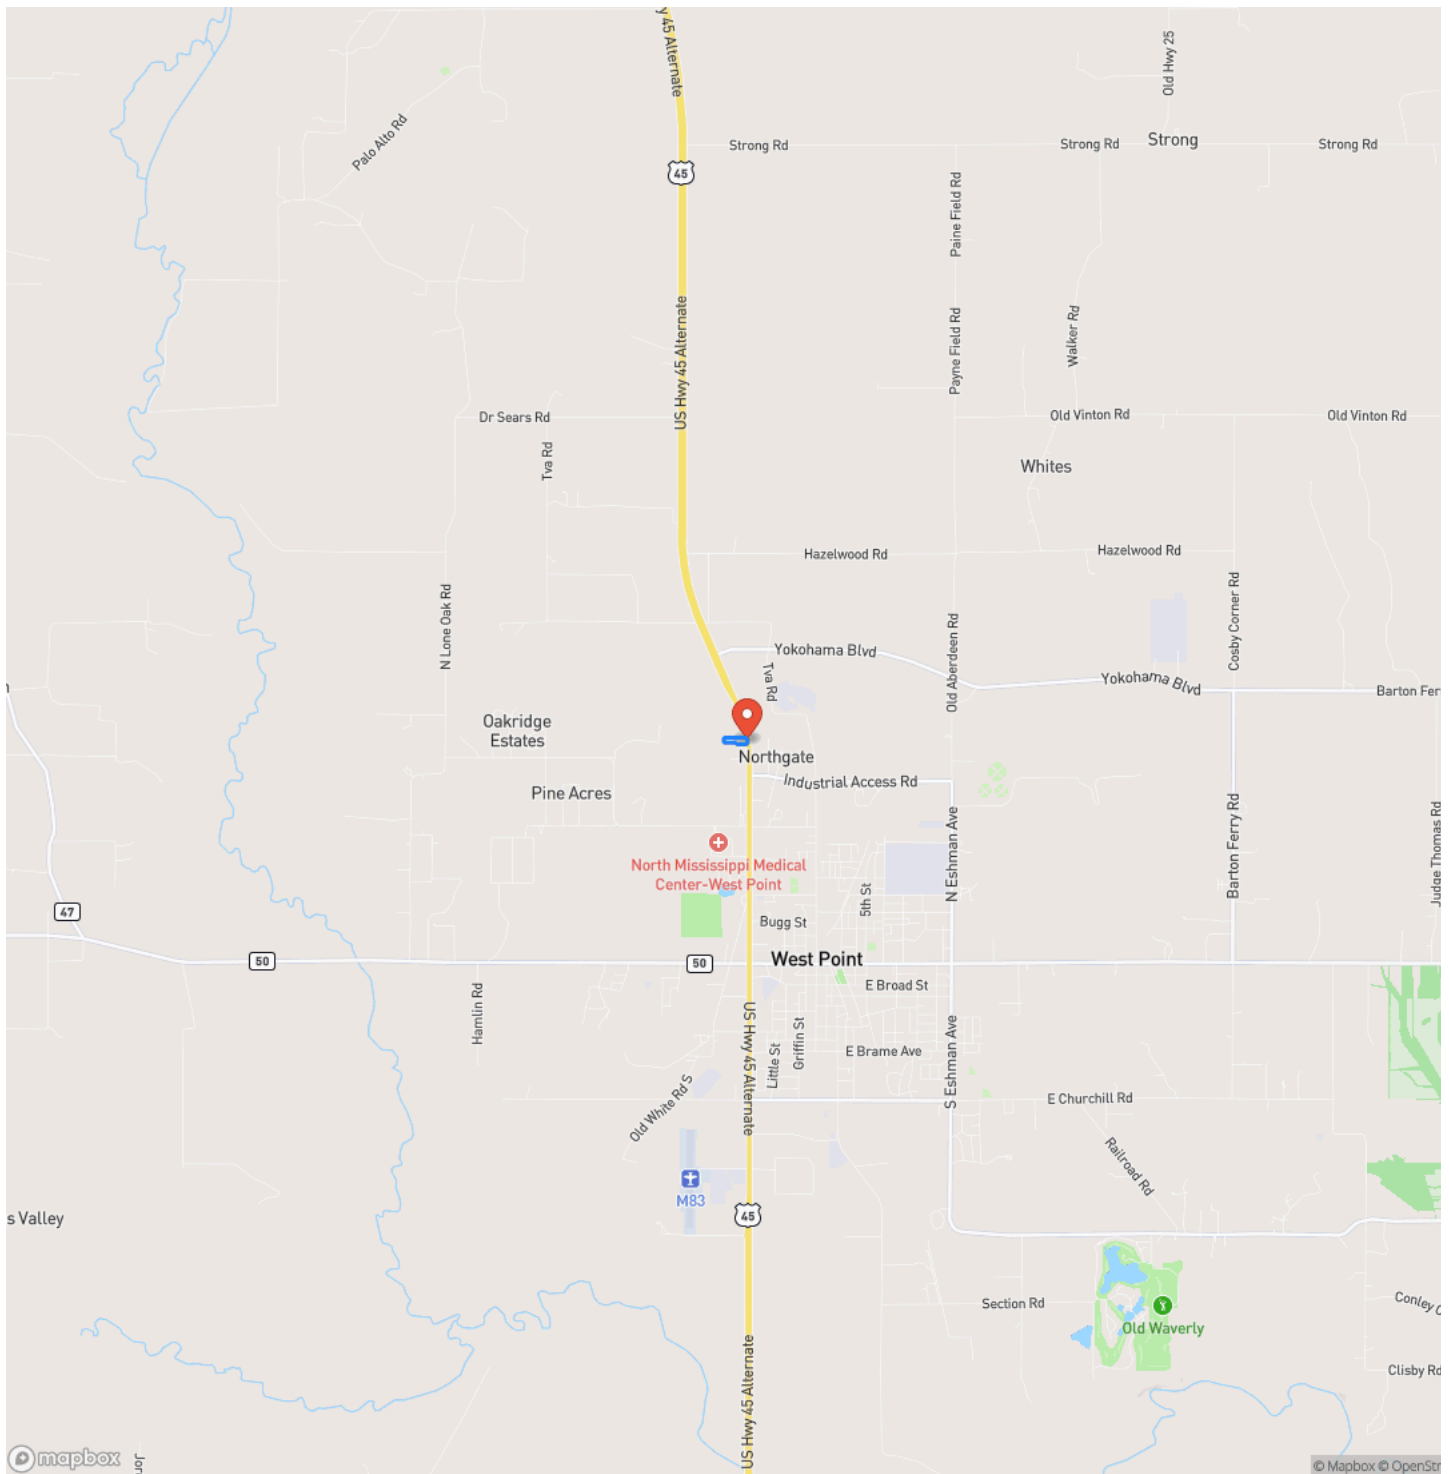 y 45 Alternate
Old Hwy 25
Palo Alto Rd
Strong Rd
Strong Rd
Strong
Strong Rd
45
Paine Field Rd
US Hwy 45 Alternate
Payne Field Rd
Walker Rd
Dr Sears Rd
Old Vinton Rd
Old Vinton Rd
Tva Rd
Whites
Hazelwood Rd
Hazelwood Rd
N Lone Oak Rd
Cosby Corner Rd
Old Aberdeen Rd
Yokohama Blvd
Tva Rd
Yokohama Blvd
Barton Fer
Oakridge
Estates
Northgate
Industrial Access Rd
Pine Acres
N Eshman Ave
Barton Ferry Rd
Judge Thomas Rd
North Mississippi Medical
Center-West Point
5th St
47
Bugg St
50
50
West Point
E Broad St
Hamlin Rd
US Hwy 45 Alternate
Griffin St
Little St
E Brame Ave
S Eshman Ave
Old White Rd S
E Churchill Rd
Railroad Rd
M83
45
s Valley
Section Rd
Conley C
Old Waverly
US Hwy 45 Alternate
Clisby Rd
mapbox
Jon
© Mapbox © OpenStr